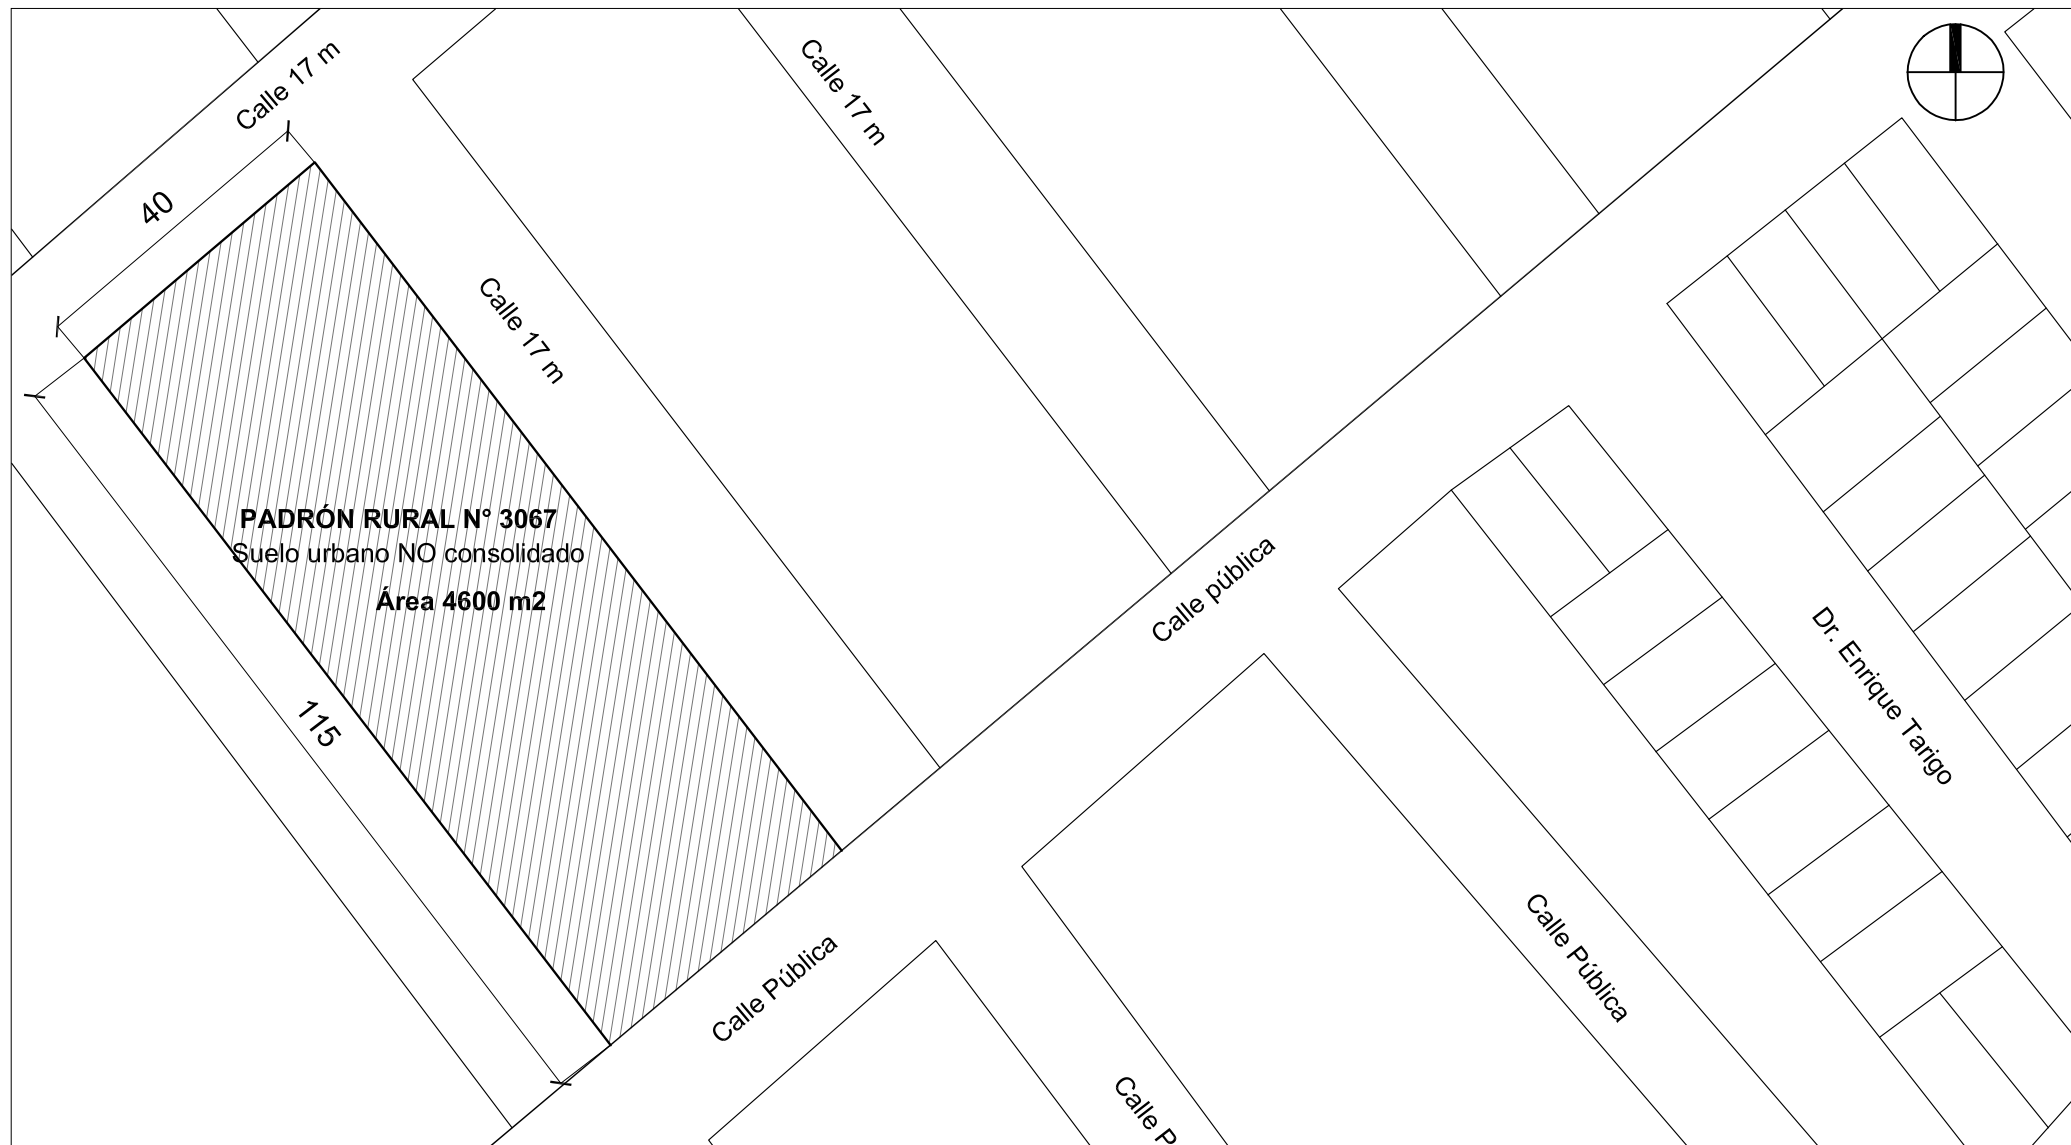 Calle 17 m
Calle 17 m
40
Calle 17 m
PADRÓN RURAL N° 3067
Suelo urbano NO consolidado
Área 4600 m2
115
Calle pública
Dr. Enrique Tarigo
Calle Pública
Calle Pública
Calle P